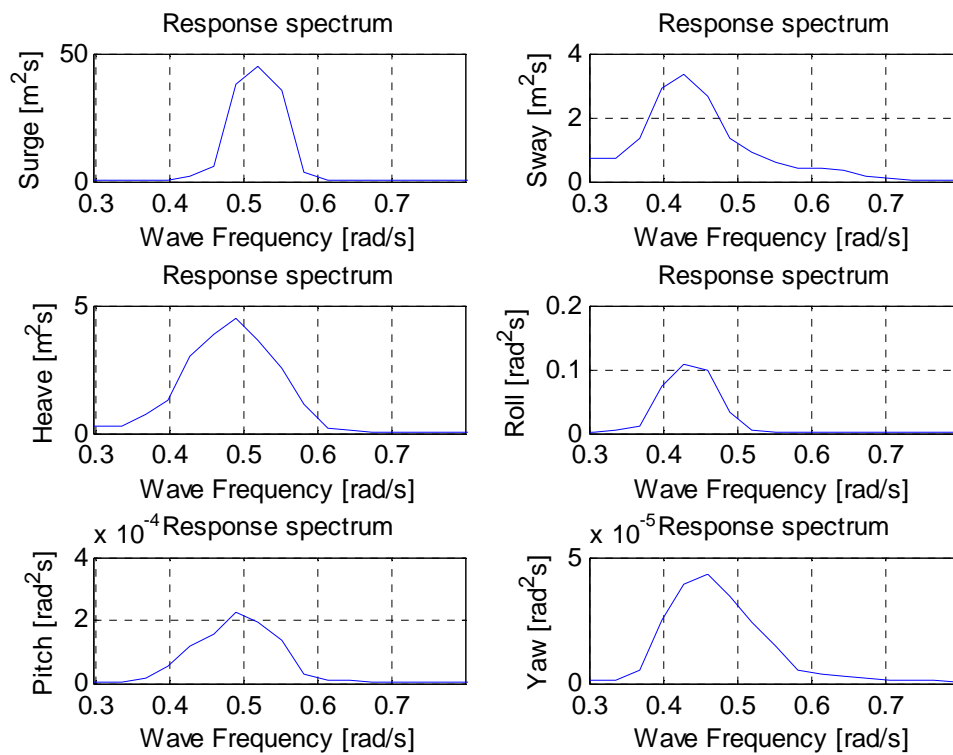 Response spectrum
Surge [m²s]
50
0
0.3 0.4 0.5 0.6 0.7
Wave Frequency [rad/s]
Response spectrum
Sway [m²s]
4
2
0
0.3 0.4 0.5 0.6 0.7
Wave Frequency [rad/s]
Response spectrum
Heave [m²s]
5
0
0.3 0.4 0.5 0.6 0.7
Wave Frequency [rad/s]
Response spectrum
Roll [rad²s]
0.2
0.1
0
0.3 0.4 0.5 0.6 0.7
Wave Frequency [rad/s]
x 10⁻⁴ Response spectrum
Pitch [rad²s]
4
2
0
0.3 0.4 0.5 0.6 0.7
Wave Frequency [rad/s]
x 10⁻⁵ Response spectrum
Yaw [rad²s]
5
0
0.3 0.4 0.5 0.6 0.7
Wave Frequency [rad/s]